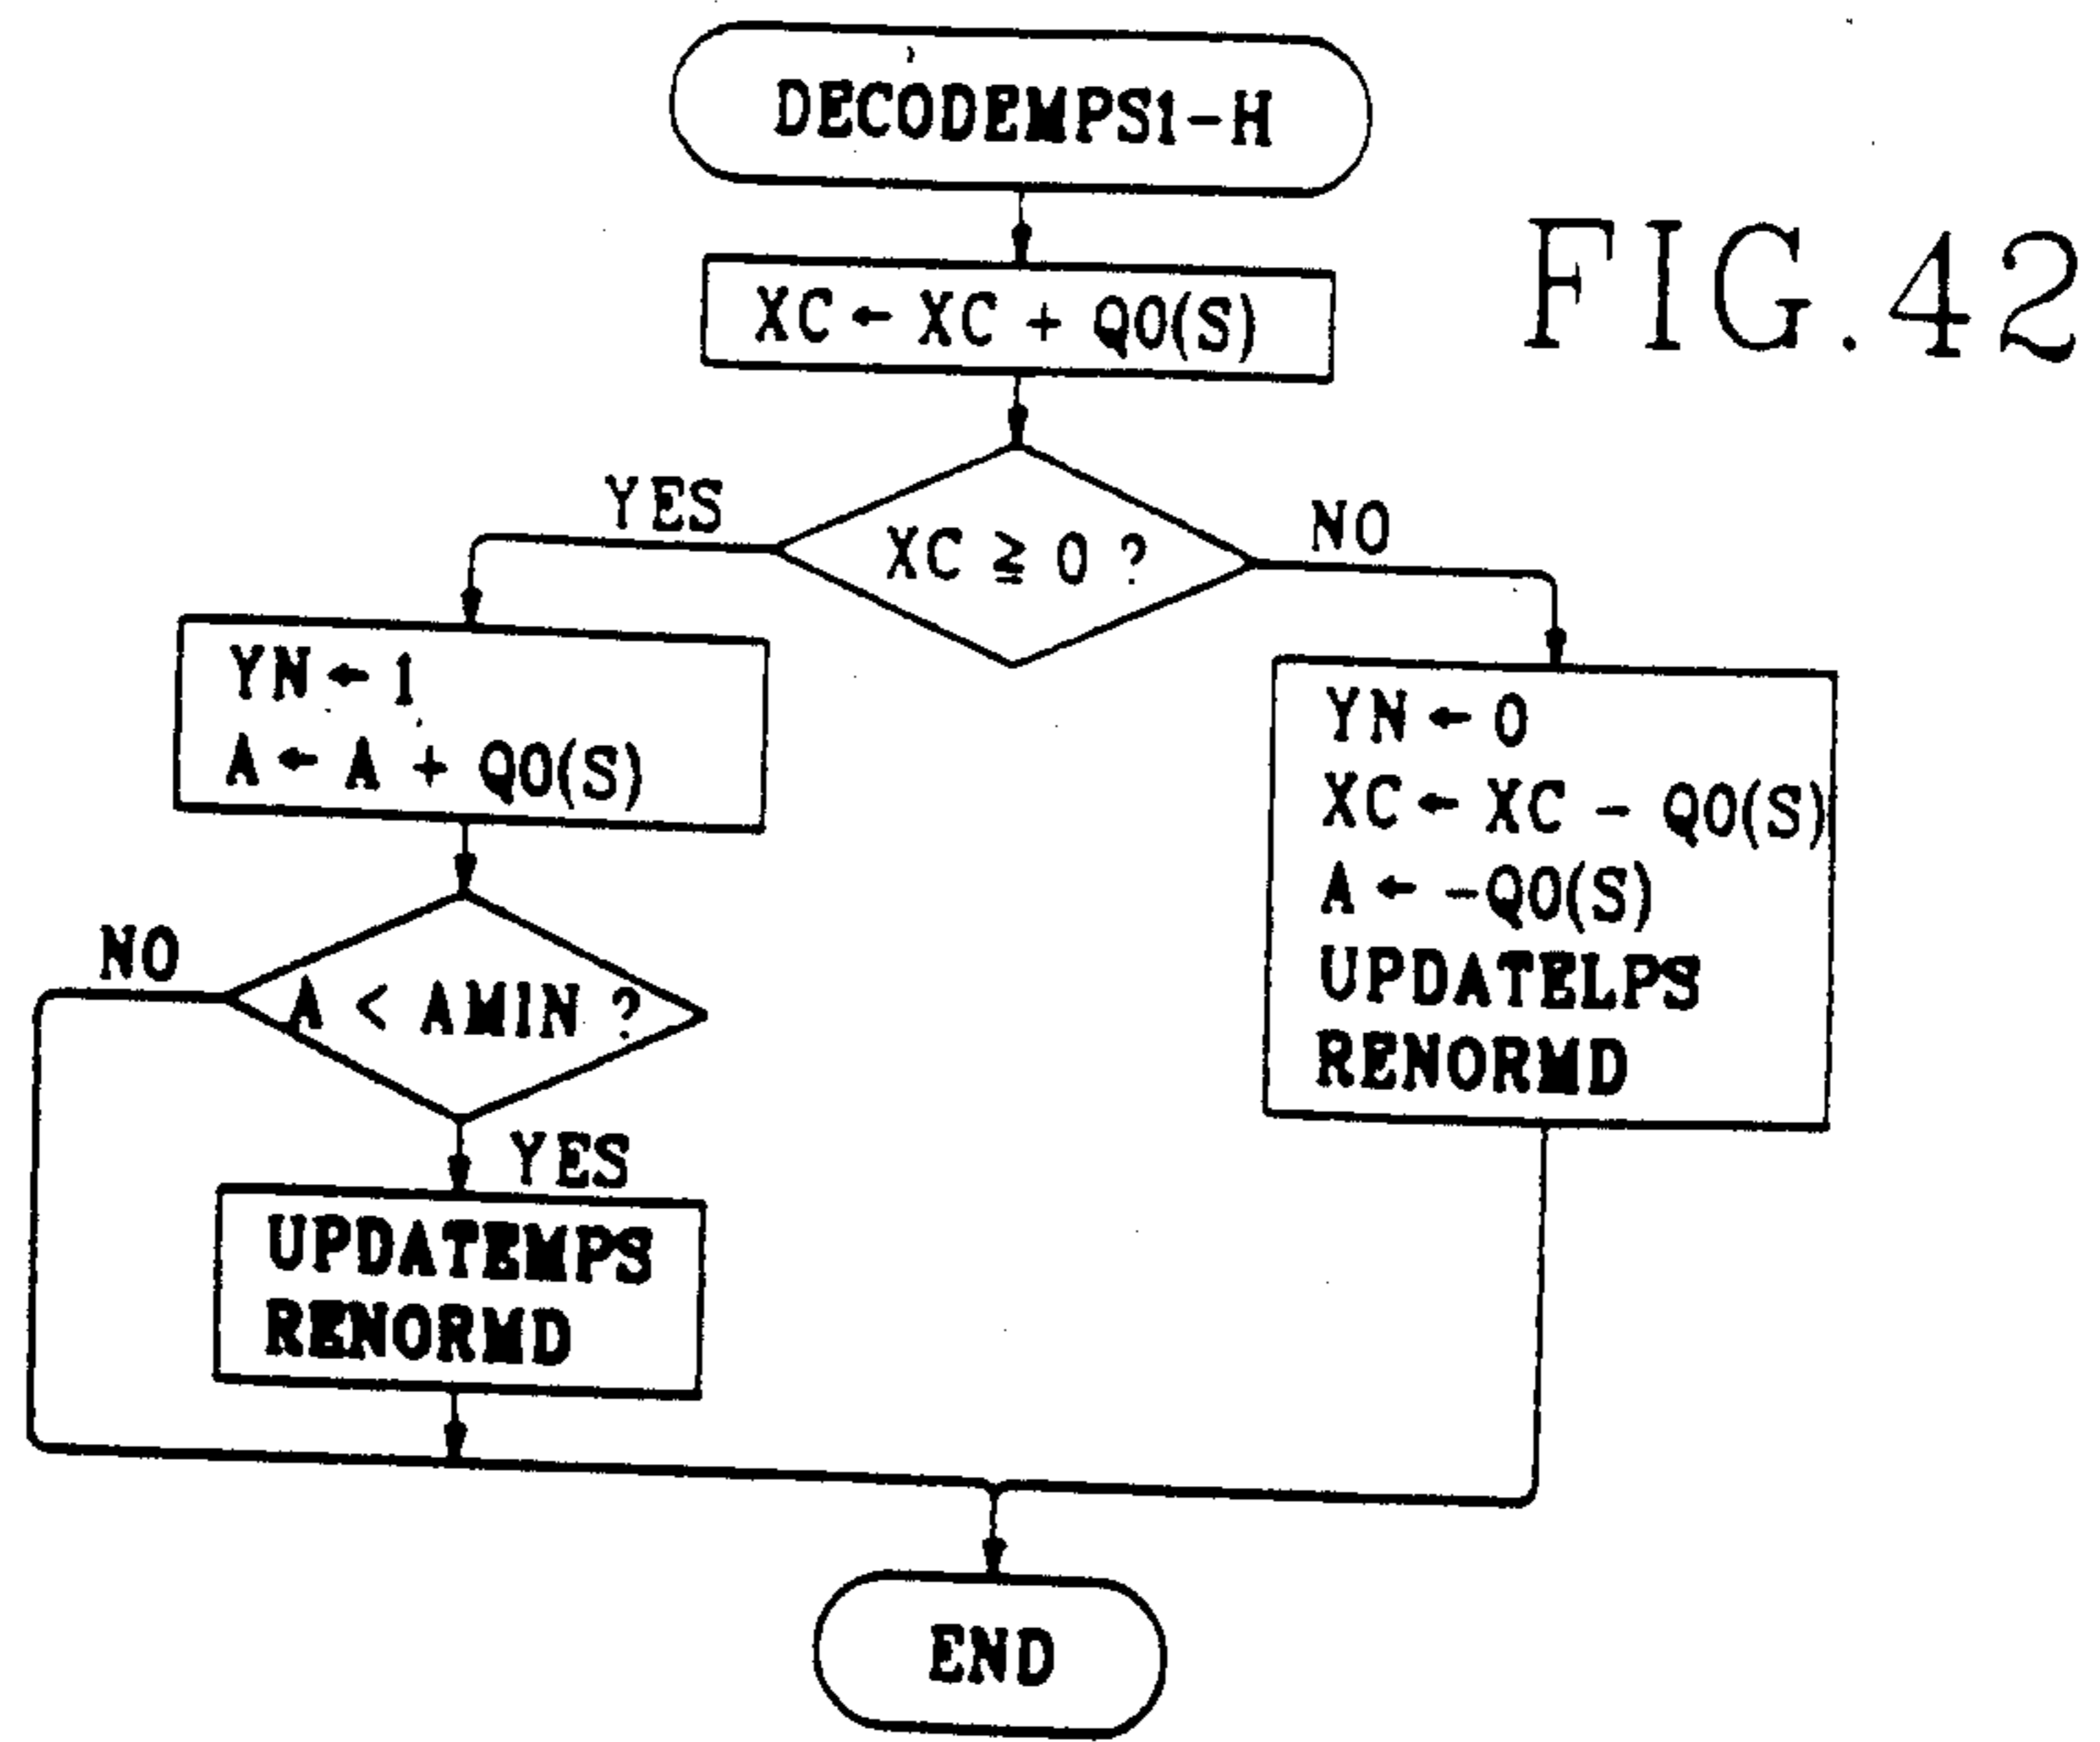 DECODEMPS1-H
FIG.42
XC ← XC + Q0(S)
XC ≧ 0 ?
YES
NO
YN ← 1
A ← A + Q0(S)
YN ← 0
XC ← XC - Q0(S)
A ← -Q0(S)
UPDATELPS
RENORMD
A < AMIN ?
NO
YES
UPDATEMPS
RENORMD
END